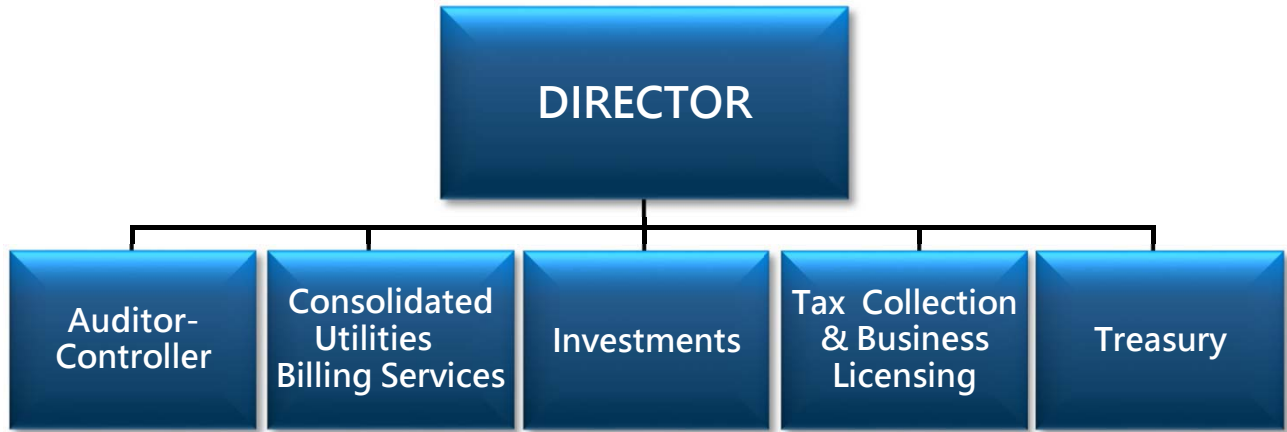 DIRECTOR
Auditor-
Controller
Consolidated
Utilities
Billing Services
Investments
Tax Collection
& Business
Licensing
Treasury